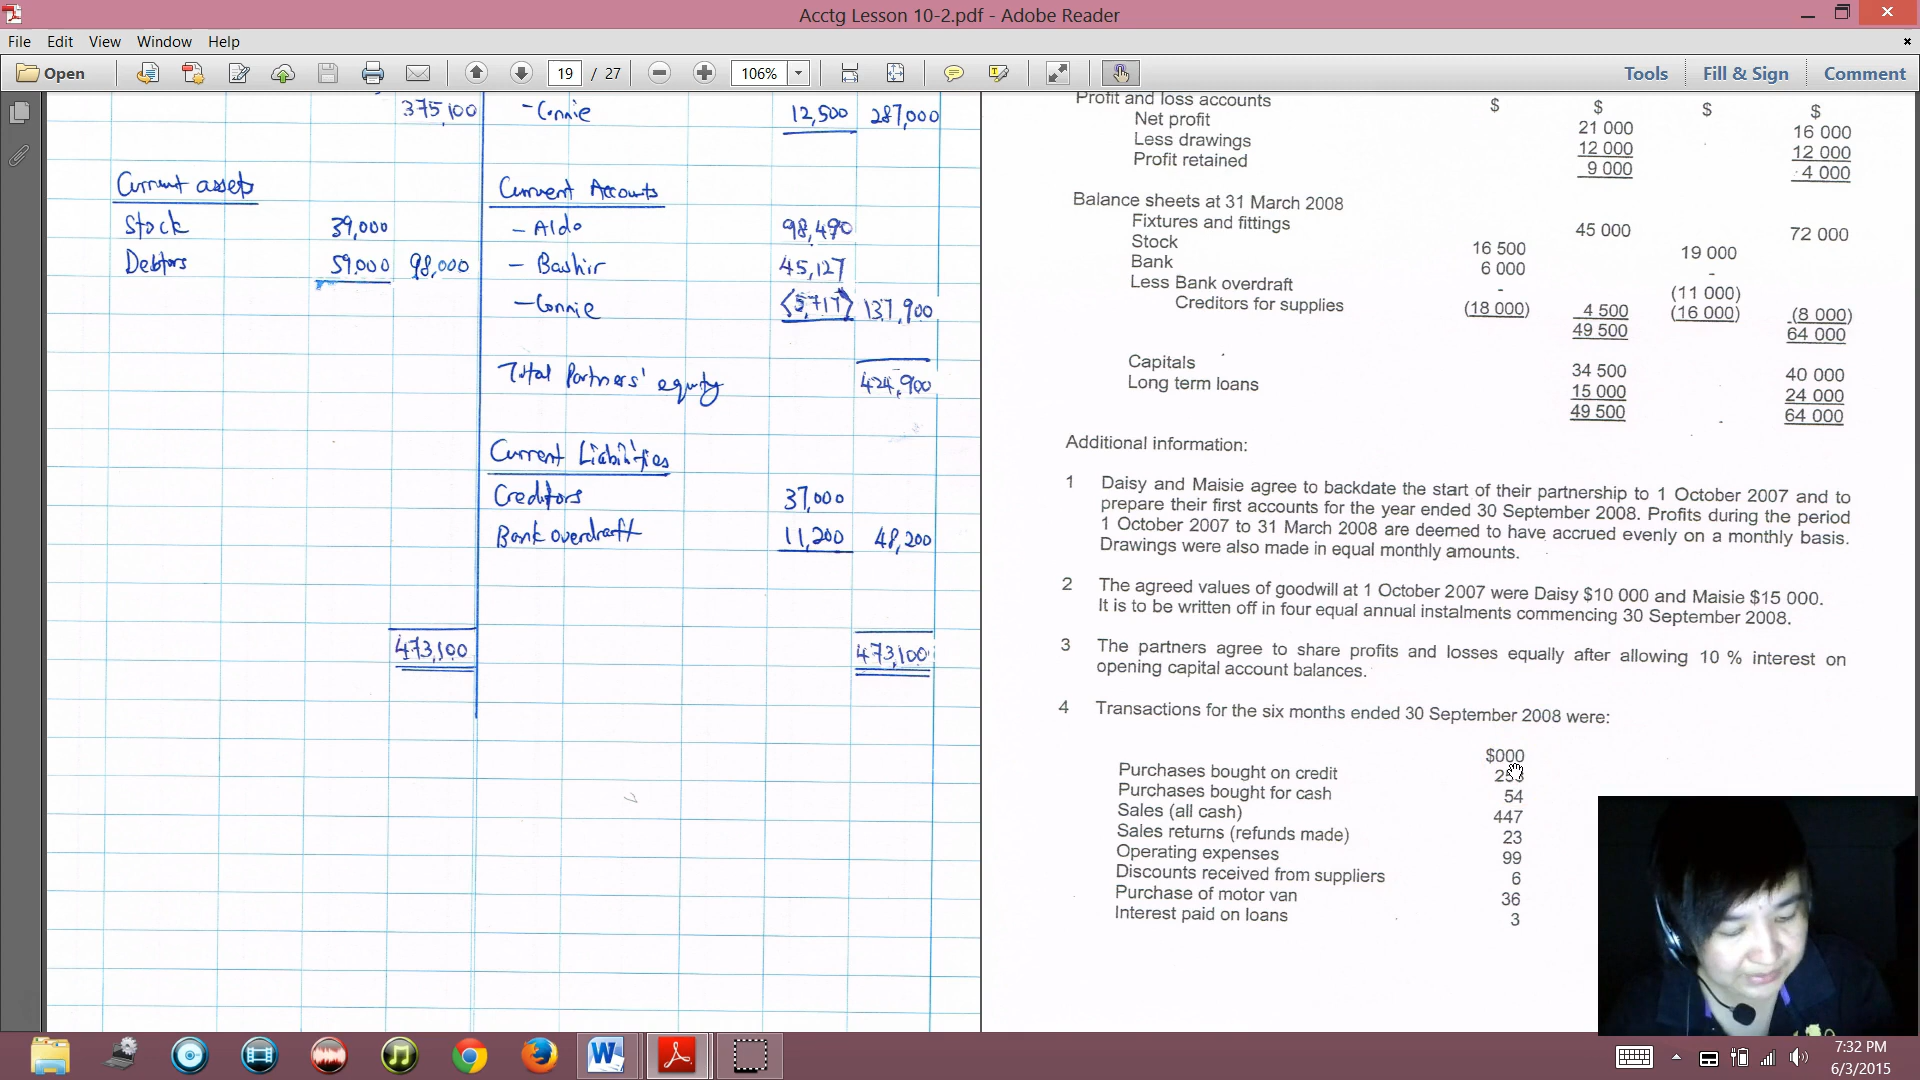 Acctg Lesson 10-2.pdf - Adobe Reader
File Edit View Window Help
Open 19 / 27 106% Tools Fill & Sign Comment
375,100 - Connie 12,500 287,000
Current assets Current Accounts
Stock 39,000 - Aldo 98,490
Debtors 59,000 98,000 - Bashir 45,127
- Connie (5,717) 137,900
Total Partners' equity 424,900
Current Liabilities
Creditors 37,000
Bank overdraft 11,200 48,200
473,100 473,100
Profit and loss accounts $ $ $ $
Net profit 21 000 16 000
Less drawings 12 000 12 000
Profit retained 9 000 4 000
Balance sheets at 31 March 2008
Fixtures and fittings 45 000 72 000
Stock 16 500 19 000
Bank 6 000 -
Less Bank overdraft - (11 000)
Creditors for supplies (18 000) 4 500 (16 000) (8 000)
49 500 64 000
Capitals 34 500 40 000
Long term loans 15 000 24 000
49 500 64 000
Additional information:
1 Daisy and Maisie agree to backdate the start of their partnership to 1 October 2007 and to
prepare their first accounts for the year ended 30 September 2008. Profits during the period
1 October 2007 to 31 March 2008 are deemed to have accrued evenly on a monthly basis.
Drawings were also made in equal monthly amounts.
2 The agreed values of goodwill at 1 October 2007 were Daisy $10 000 and Maisie $15 000.
It is to be written off in four equal annual instalments commencing 30 September 2008.
3 The partners agree to share profits and losses equally after allowing 10 % interest on
opening capital account balances.
4 Transactions for the six months ended 30 September 2008 were:
$000
Purchases bought on credit
Purchases bought for cash 54
Sales (all cash) 447
Sales returns (refunds made) 23
Operating expenses 99
Discounts received from suppliers 6
Purchase of motor van 36
Interest paid on loans 3
7:32 PM
6/3/2015